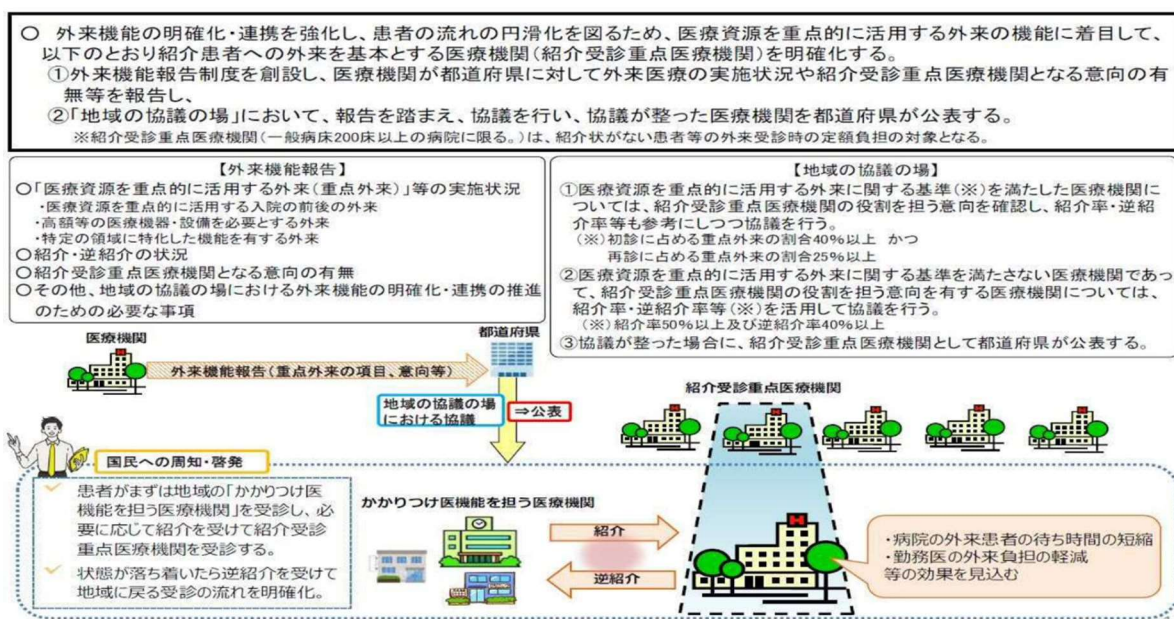 ○ 外来機能の明確化・連携を強化し、患者の流れの円滑化を図るため、医療資源を重点的に活用する外来の機能に着目して、
以下のとおり紹介患者への外来を基本とする医療機関(紹介受診重点医療機関)を明確化する。
①外来機能報告制度を創設し、医療機関が都道府県に対して外来医療の実施状況や紹介受診重点医療機関となる意向の有
無等を報告し、
②「地域の協議の場」において、報告を踏まえ、協議を行い、協議が整った医療機関を都道府県が公表する。
※紹介受診重点医療機関(一般病床200床以上の病院に限る。)は、紹介状がない患者等の外来受診時の定額負担の対象となる。
【外来機能報告】
○「医療資源を重点的に活用する外来(重点外来)」等の実施状況
・医療資源を重点的に活用する入院の前後の外来
・高額等の医療機器・設備を必要とする外来
・特定の領域に特化した機能を有する外来
○紹介・逆紹介の状況
○紹介受診重点医療機関となる意向の有無
○その他、地域の協議の場における外来機能の明確化・連携の推進
のための必要な事項
【地域の協議の場】
①医療資源を重点的に活用する外来に関する基準(※)を満たした医療機関に
ついては、紹介受診重点医療機関の役割を担う意向を確認し、紹介率・逆紹
介率等も参考にしつつ協議を行う。
(※)初診に占める重点外来の割合40%以上 かつ
再診に占める重点外来の割合25%以上
②医療資源を重点的に活用する外来に関する基準を満たさない医療機関であっ
て、紹介受診重点医療機関の役割を担う意向を有する医療機関については、
紹介率・逆紹介率等(※)を活用して協議を行う。
(※)紹介率50%以上及び逆紹介率40%以上
③協議が整った場合に、紹介受診重点医療機関として都道府県が公表する。
医療機関
都道府県
外来機能報告(重点外来の項目、意向等)
地域の協議の場
における協議
⇒公表
紹介受診重点医療機関
H
H
H
H
H
H
国民への周知・啓発
患者がまずは地域の「かかりつけ医
機能を担う医療機関」を受診し、必
要に応じて紹介を受けて紹介受診
重点医療機関を受診する。
状態が落ち着いたら逆紹介を受けて
地域に戻る受診の流れを明確化。
かかりつけ医機能を担う医療機関
紹介
逆紹介
H
・病院の外来患者の待ち時間の短縮
・勤務医の外来負担の軽減
等の効果を見込む